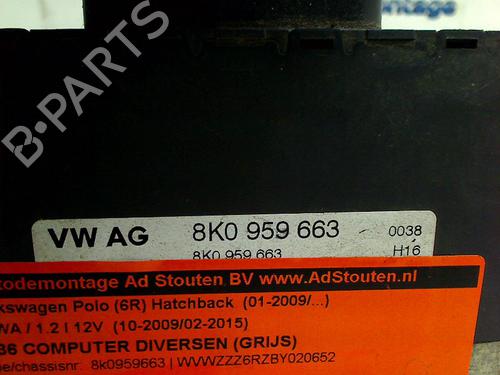 B-PARTS
VW AG 8K0 959 663 0038
8K0 959 663 H16
todemontage Ad Stouten BV www.AdStouten.nl
kswagen Polo (6R) Hatchback (01-2009/...)
WA / 1.2 l 12V (10-2009/02-2015)
36 COMPUTER DIVERSEN (GRIJS)
e/chassisnr: 8k0959663 | WVWZZZ6RZBY020652